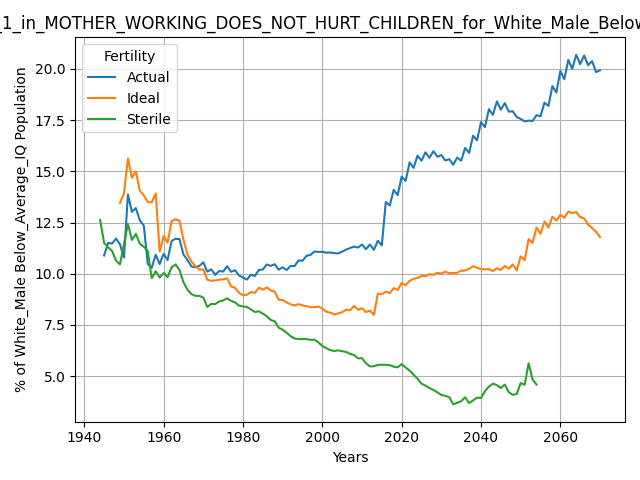 _1_in_MOTHER_WORKING_DOES_NOT_HURT_CHILDREN_for_White_Male_Below
Fertility
Actual
Ideal
Sterile
% of White_Male Below_Average_IQ Population
20.0
17.5
15.0
12.5
10.0
7.5
5.0
1940 1960 1980 2000 2020 2040 2060
Years